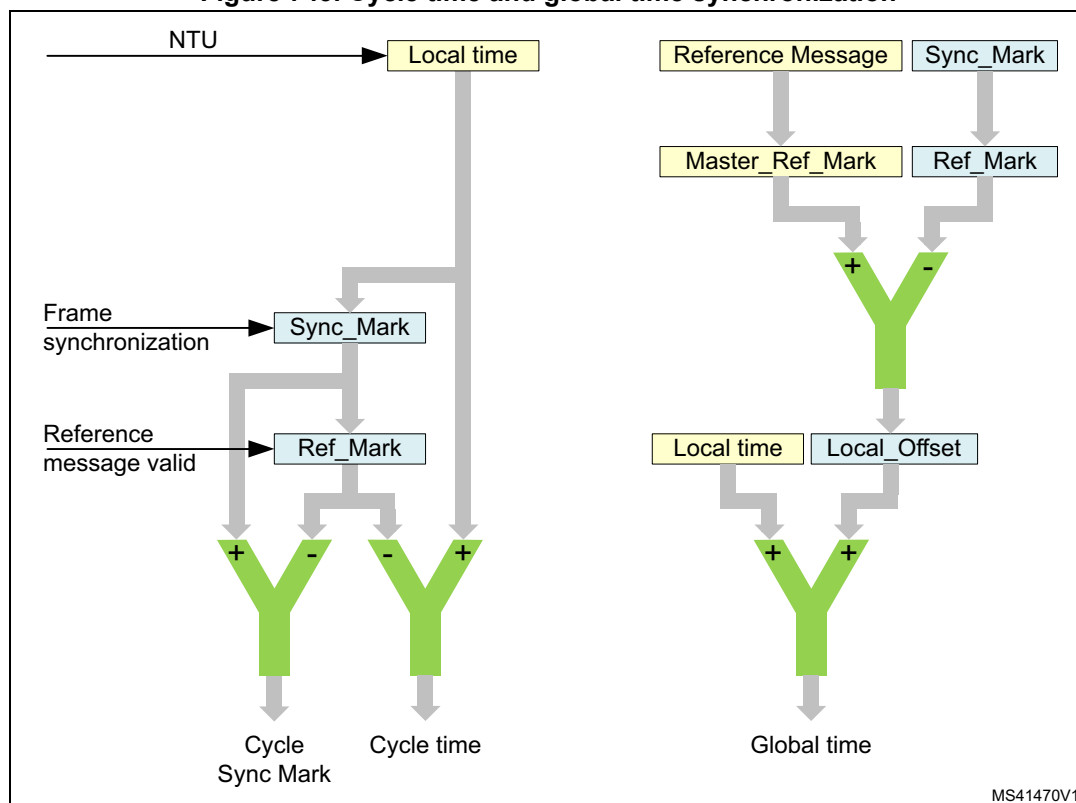 NTU
Local time
Frame
synchronization
Sync_Mark
Reference
message valid
Ref_Mark
+ - - +
Cycle
Sync Mark
Cycle time
Reference Message
Sync_Mark
Master_Ref_Mark
Ref_Mark
+ -
Local time
Local_Offset
+ +
Global time
MS41470V1